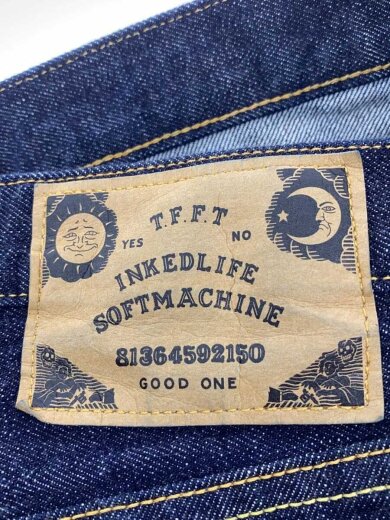 T.F.F.T
YES NO
INKEDLIFE
SOFTMACHINE
81364592150
GOOD ONE